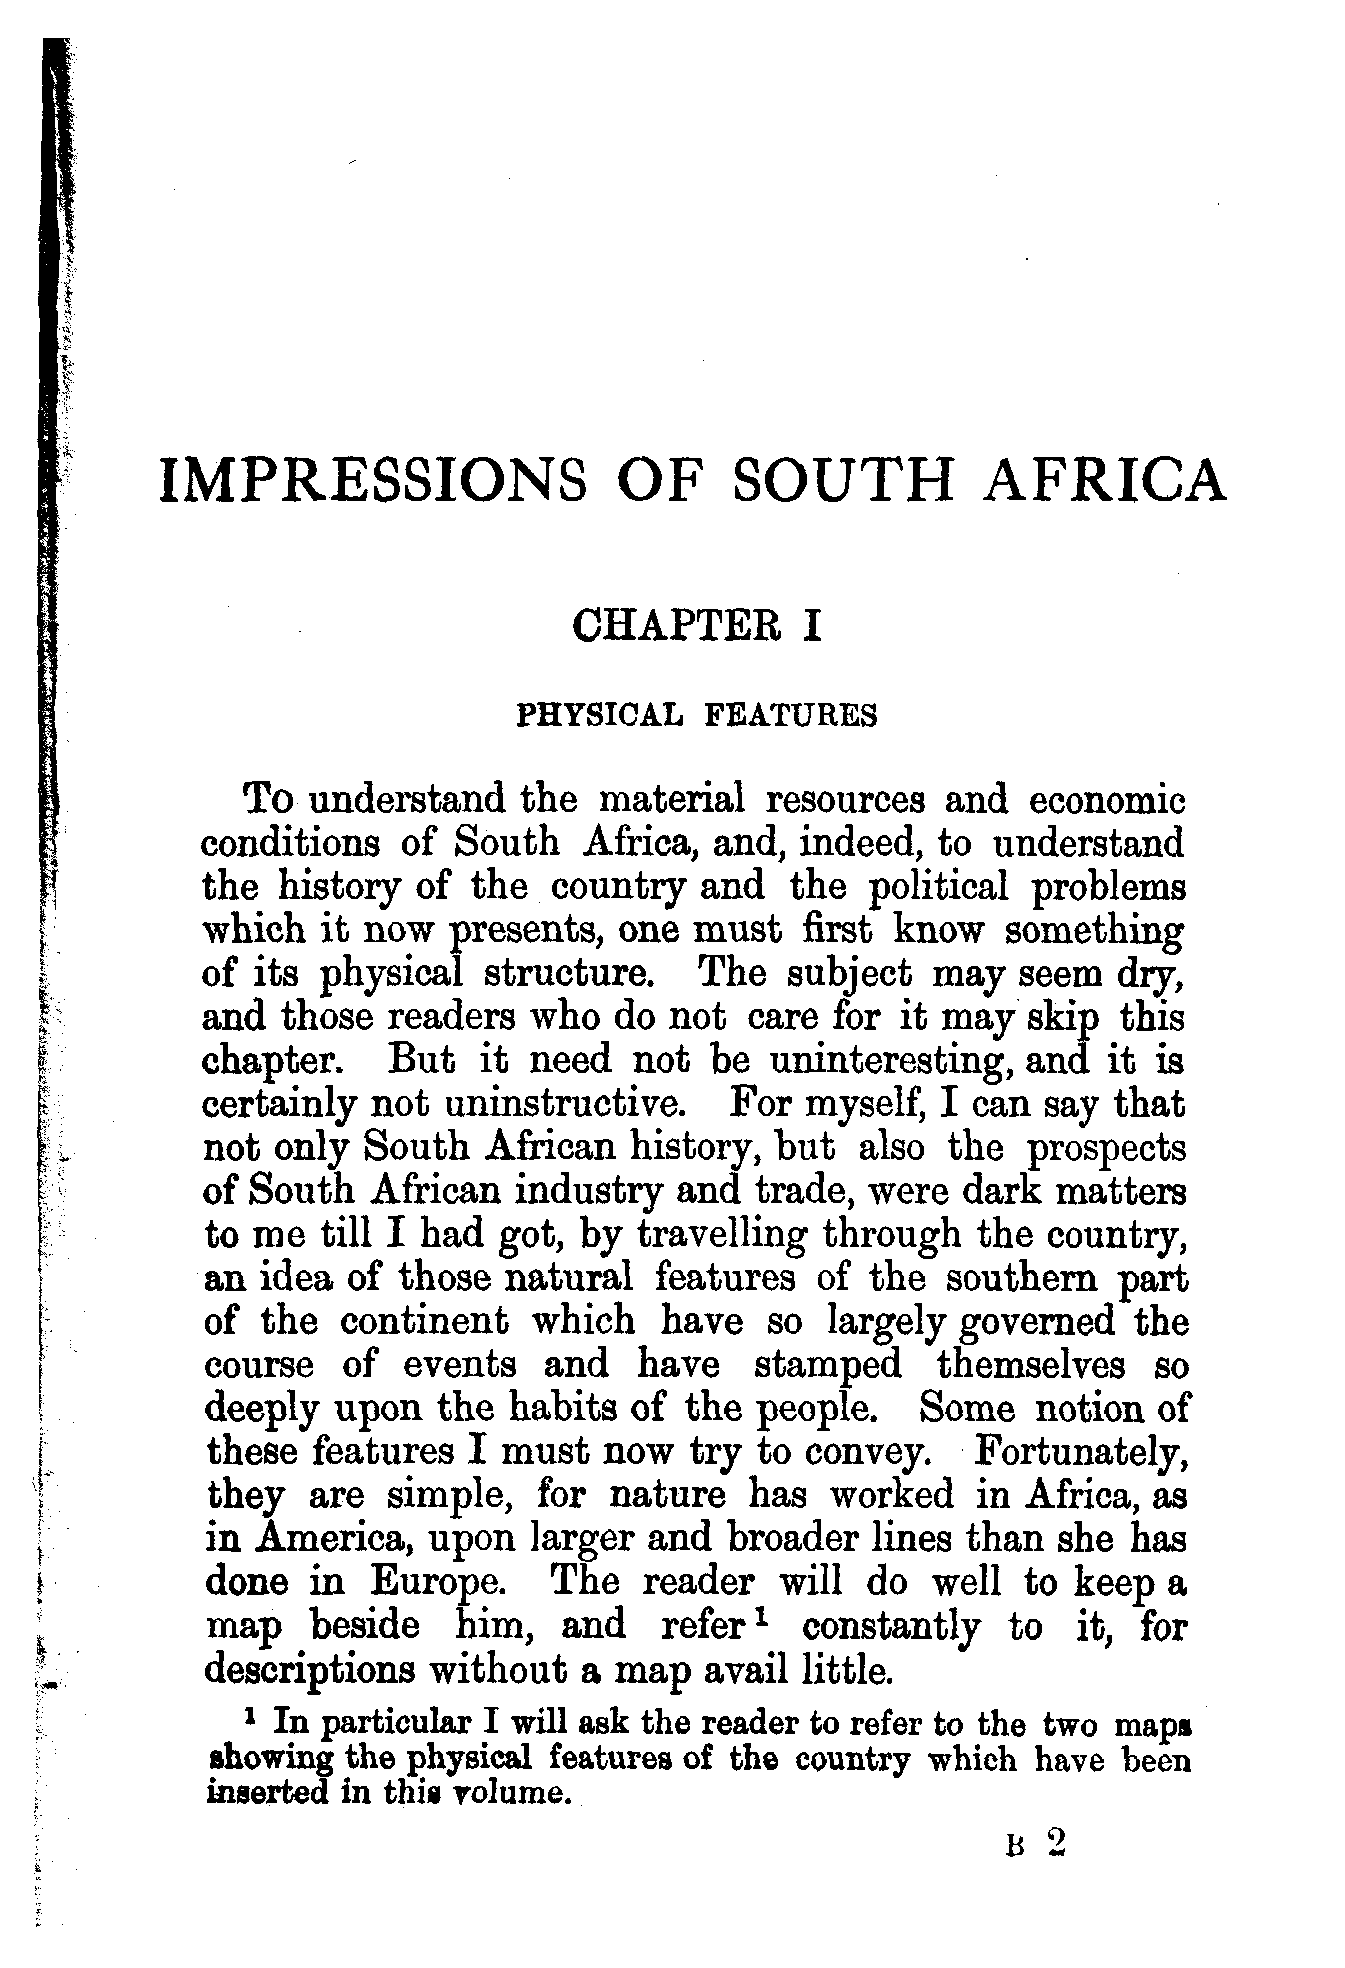 IMPRESSIONS OF SOUTH AFRICA
CHAPTER I
PHYSICAL FEATURES
To understand the material resources and economic
conditions of South Africa, and, indeed, to understand
the history of the country and the political problems
which it now presents, one must first know something
of its physical structure. The subject may seem dry,
and those readers who do not care for it may skip this
chapter. But it need not be uninteresting, and it is
certainly not uninstructive. For myself, I can say that
not only South African history, but also the prospects
of South African industry and trade, were dark matters
to me till I had got, by travelling through the country,
an idea of those natural features of the southern part
of the continent which have so largely governed the
course of events and have stamped themselves so
deeply upon the habits of the people. Some notion of
these features I must now try to convey. Fortunately,
they are simple, for nature has worked in Africa, as
in America, upon larger and broader lines than she has
done in Europe. The reader will do well to keep a
map beside him, and refer ¹ constantly to it, for
descriptions without a map avail little.
¹ In particular I will ask the reader to refer to the two maps
showing the physical features of the country which have been
inserted in this volume.
B 2